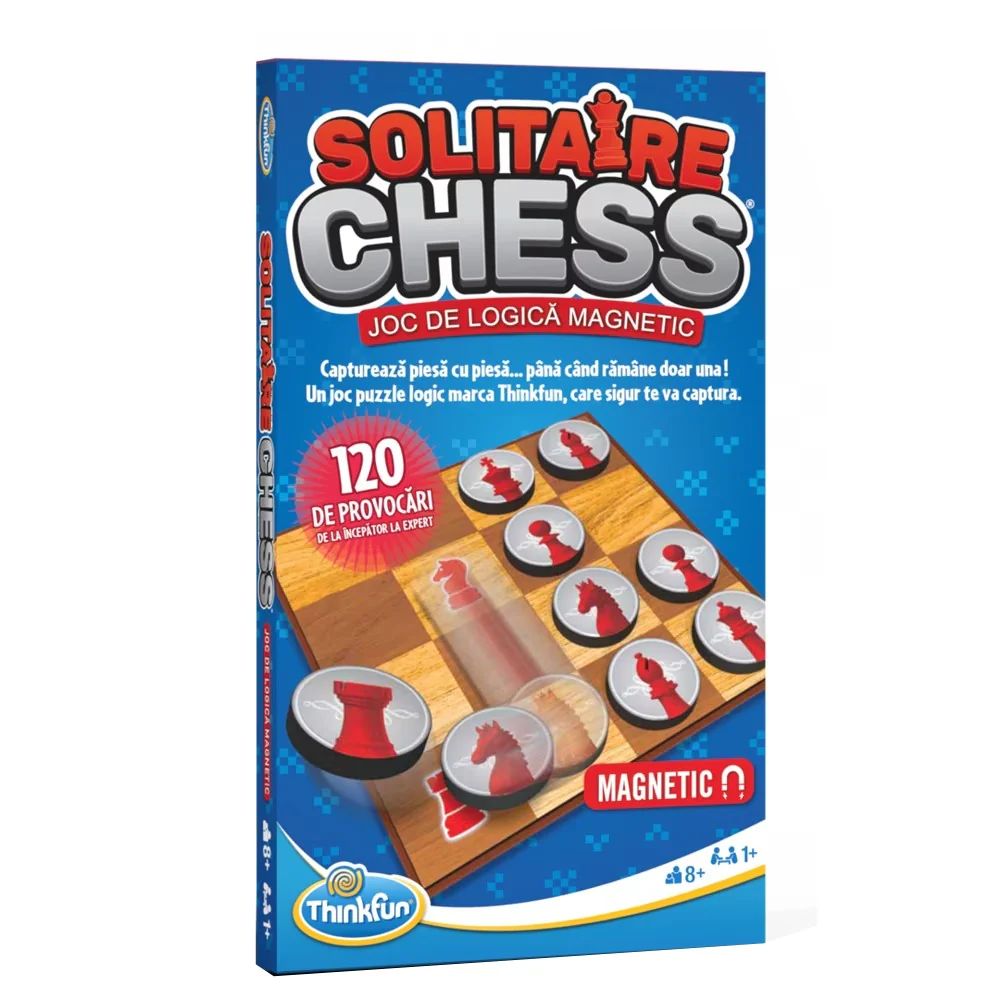 SOLITAIRE
CHESS®
JOC DE LOGICĂ MAGNETIC
Capturează piesă cu piesă... până când rămâne doar una!
Un joc puzzle logic marca Thinkfun, care sigur te va captura.
120
DE PROVOCĂRI
DE LA ÎNCEPĂTOR LA EXPERT
MAGNETIC
8+
1+
Thinkfun®
Thinkfun
SOLITAIRE CHESS
JOC DE LOGICĂ MAGNETIC
8+
1+